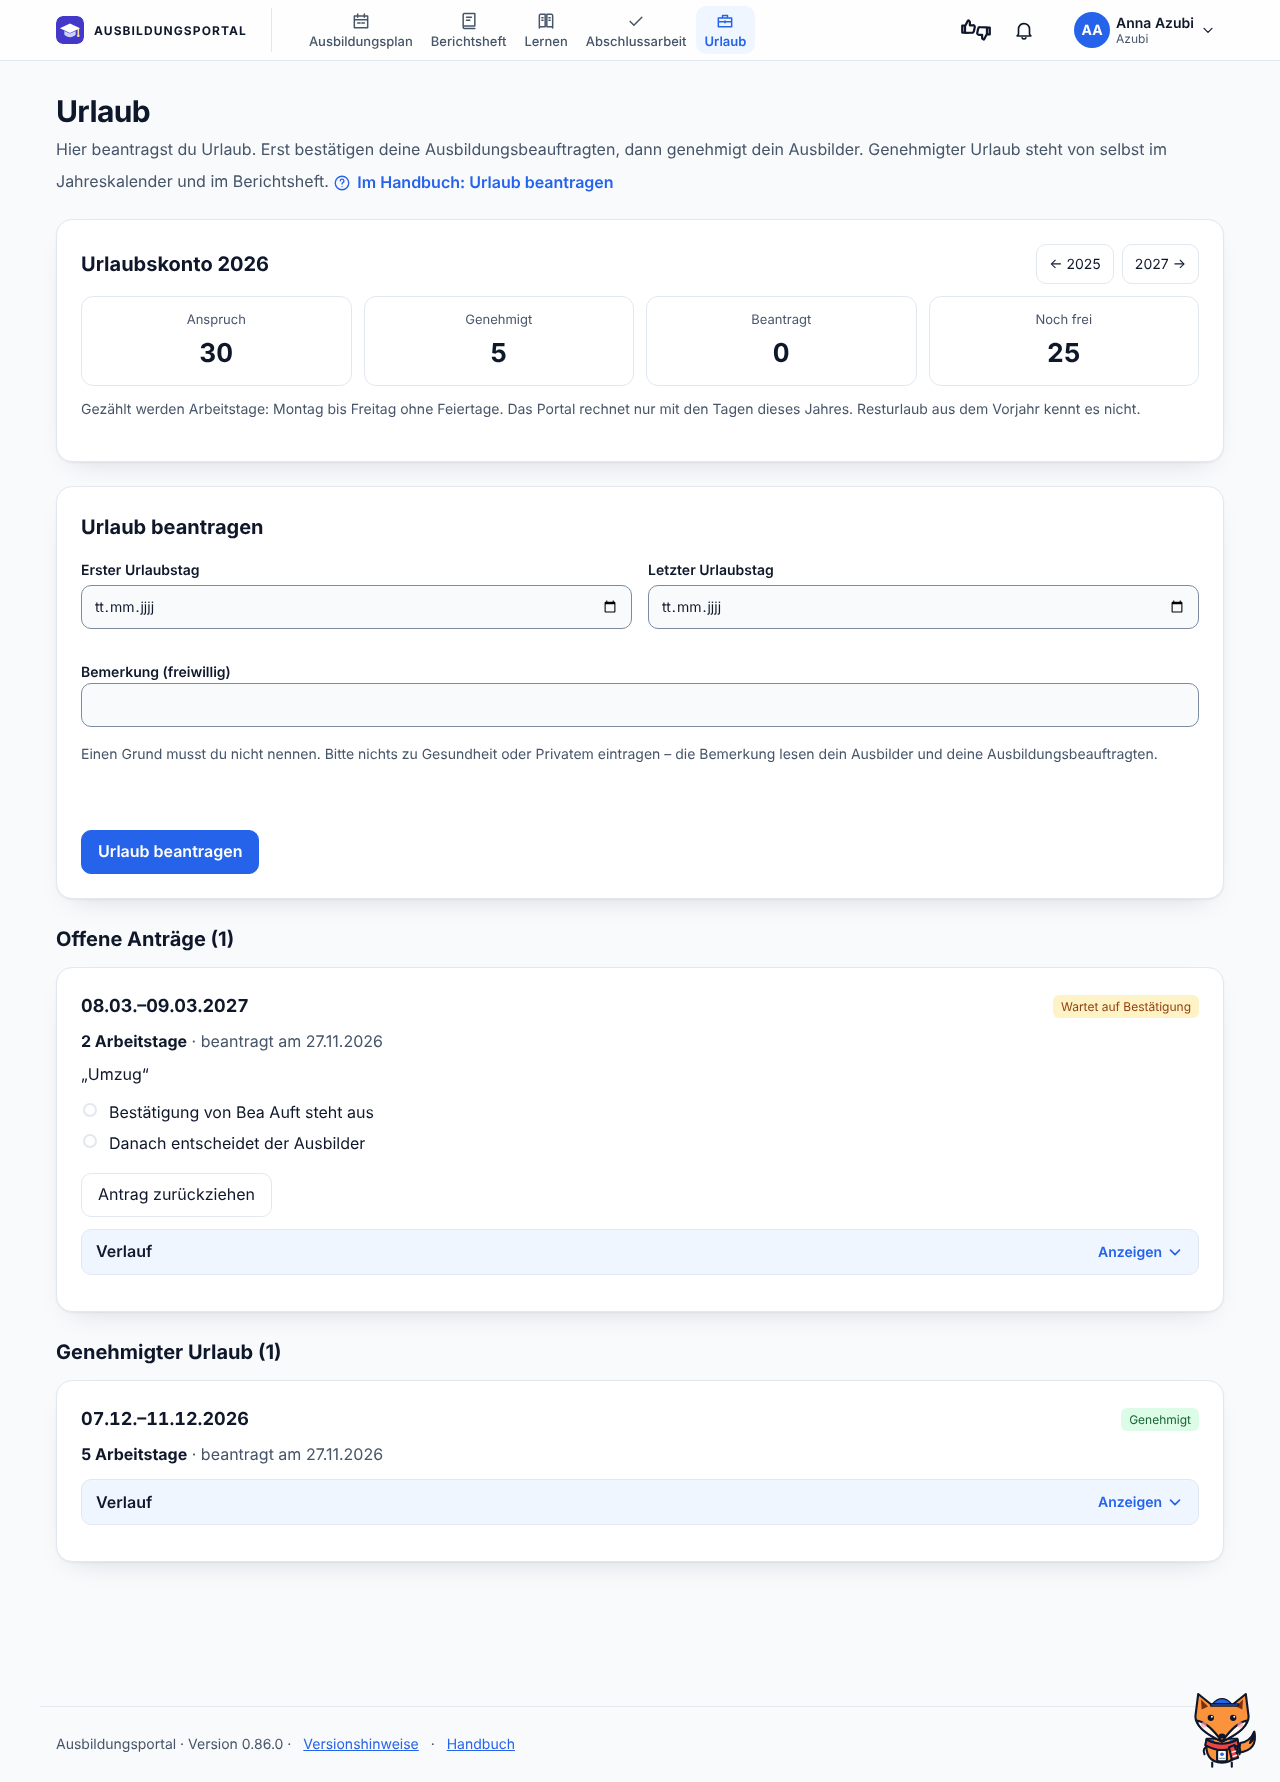 AUSBILDUNGSPORTAL
Ausbildungsplan
Berichtsheft
Lernen
Abschlussarbeit
Urlaub
AA
Anna Azubi
Azubi
Urlaub
Hier beantragst du Urlaub. Erst bestätigen deine Ausbildungsbeauftragten, dann genehmigt dein Ausbilder. Genehmigter Urlaub steht von selbst im
Jahreskalender und im Berichtsheft. Im Handbuch: Urlaub beantragen
Urlaubskonto 2026
← 2025
2027 →
Anspruch
30
Genehmigt
5
Beantragt
0
Noch frei
25
Gezählt werden Arbeitstage: Montag bis Freitag ohne Feiertage. Das Portal rechnet nur mit den Tagen dieses Jahres. Resturlaub aus dem Vorjahr kennt es nicht.
Urlaub beantragen
Erster Urlaubstag
tt.mm.jjjj
Letzter Urlaubstag
tt.mm.jjjj
Bemerkung (freiwillig)
Einen Grund musst du nicht nennen. Bitte nichts zu Gesundheit oder Privatem eintragen – die Bemerkung lesen dein Ausbilder und deine Ausbildungsbeauftragten.
Urlaub beantragen
Offene Anträge (1)
08.03.–09.03.2027
Wartet auf Bestätigung
2 Arbeitstage · beantragt am 27.11.2026
„Umzug“
Bestätigung von Bea Auft steht aus
Danach entscheidet der Ausbilder
Antrag zurückziehen
Verlauf
Anzeigen
Genehmigter Urlaub (1)
07.12.–11.12.2026
Genehmigt
5 Arbeitstage · beantragt am 27.11.2026
Verlauf
Anzeigen
Ausbildungsportal · Version 0.86.0 · Versionshinweise · Handbuch